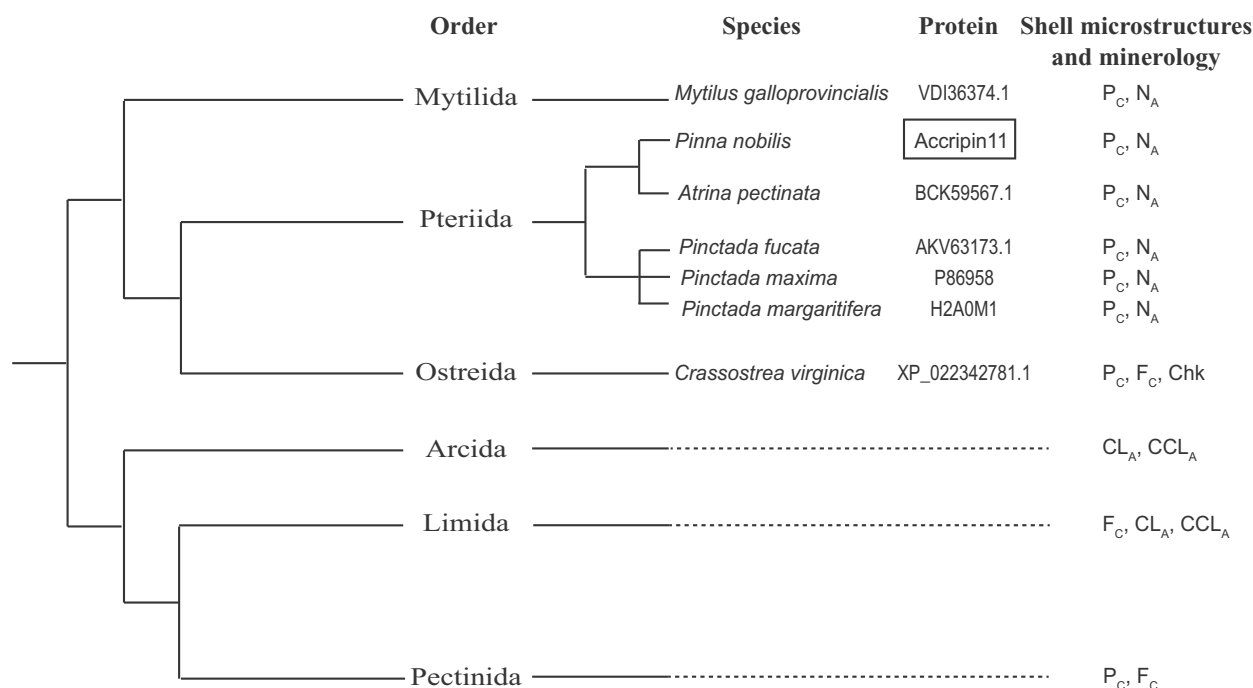 Order Species Protein Shell microstructures
and minerology
Mytilida Mytilus galloprovincialis VDI36374.1 P_C, N_A
Pinna nobilis Accripin11 P_C, N_A
Atrina pectinata BCK59567.1 P_C, N_A
Pteriida
Pinctada fucata AKV63173.1 P_C, N_A
Pinctada maxima P86958 P_C, N_A
Pinctada margaritifera H2A0M1 P_C, N_A
Ostreida Crassostrea virginica XP_022342781.1 P_C, F_C, Chk
Arcida CL_A, CCL_A
Limida F_C, CL_A, CCL_A
Pectinida P_C, F_C